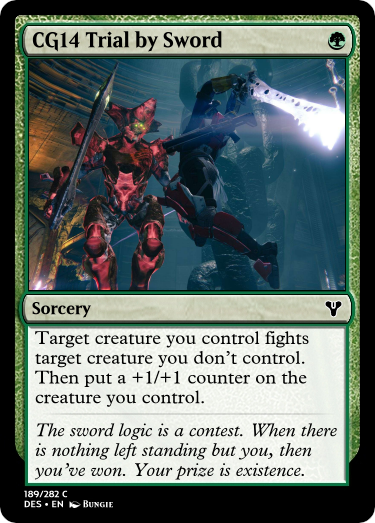 CG14 Trial by Sword
Sorcery
Target creature you control fights
target creature you don't control.
Then put a +1/+1 counter on the
creature you control.
The sword logic is a contest. When there
is nothing left standing but you, then
you've won. Your prize is existence.
189/282 C
DES • EN Bungie